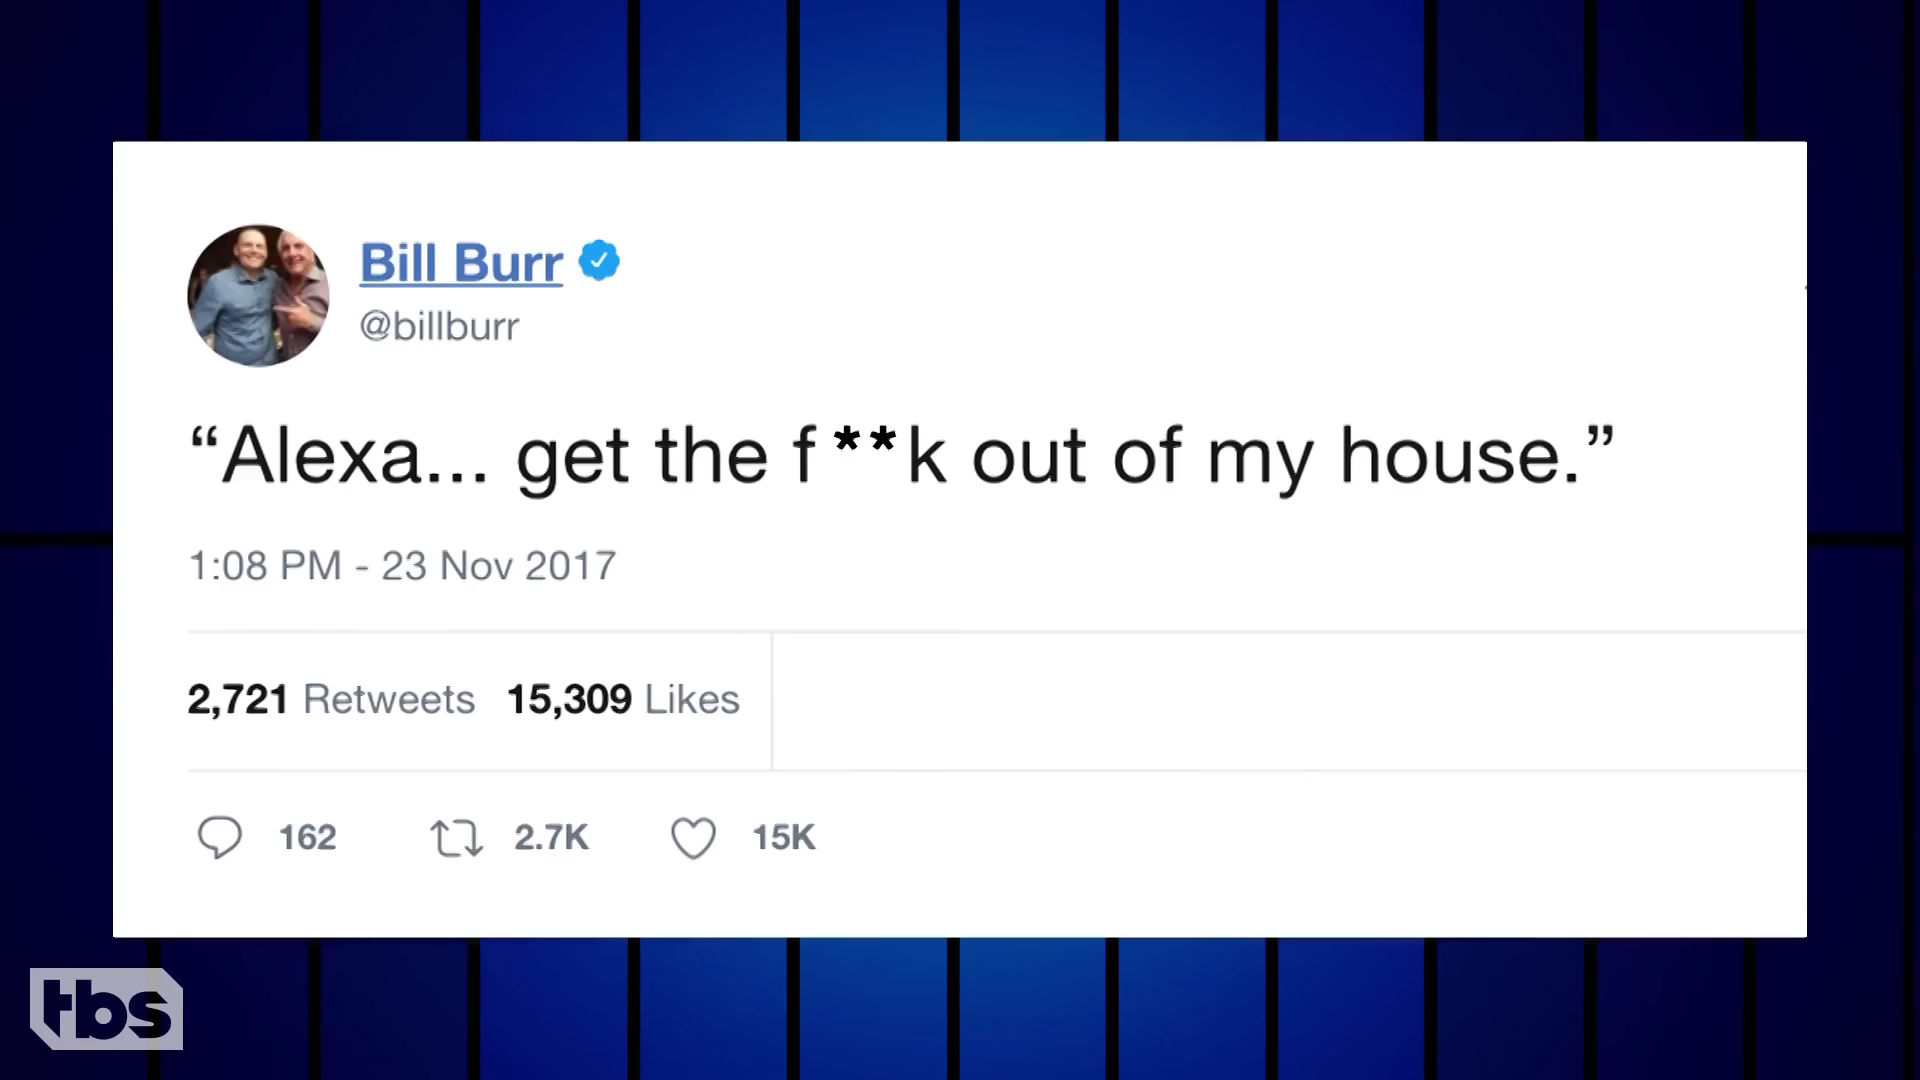 Bill Burr
@billburr
“Alexa... get the f**k out of my house.”
1:08 PM - 23 Nov 2017
2,721 Retweets 15,309 Likes
162 2.7K 15K
tbs